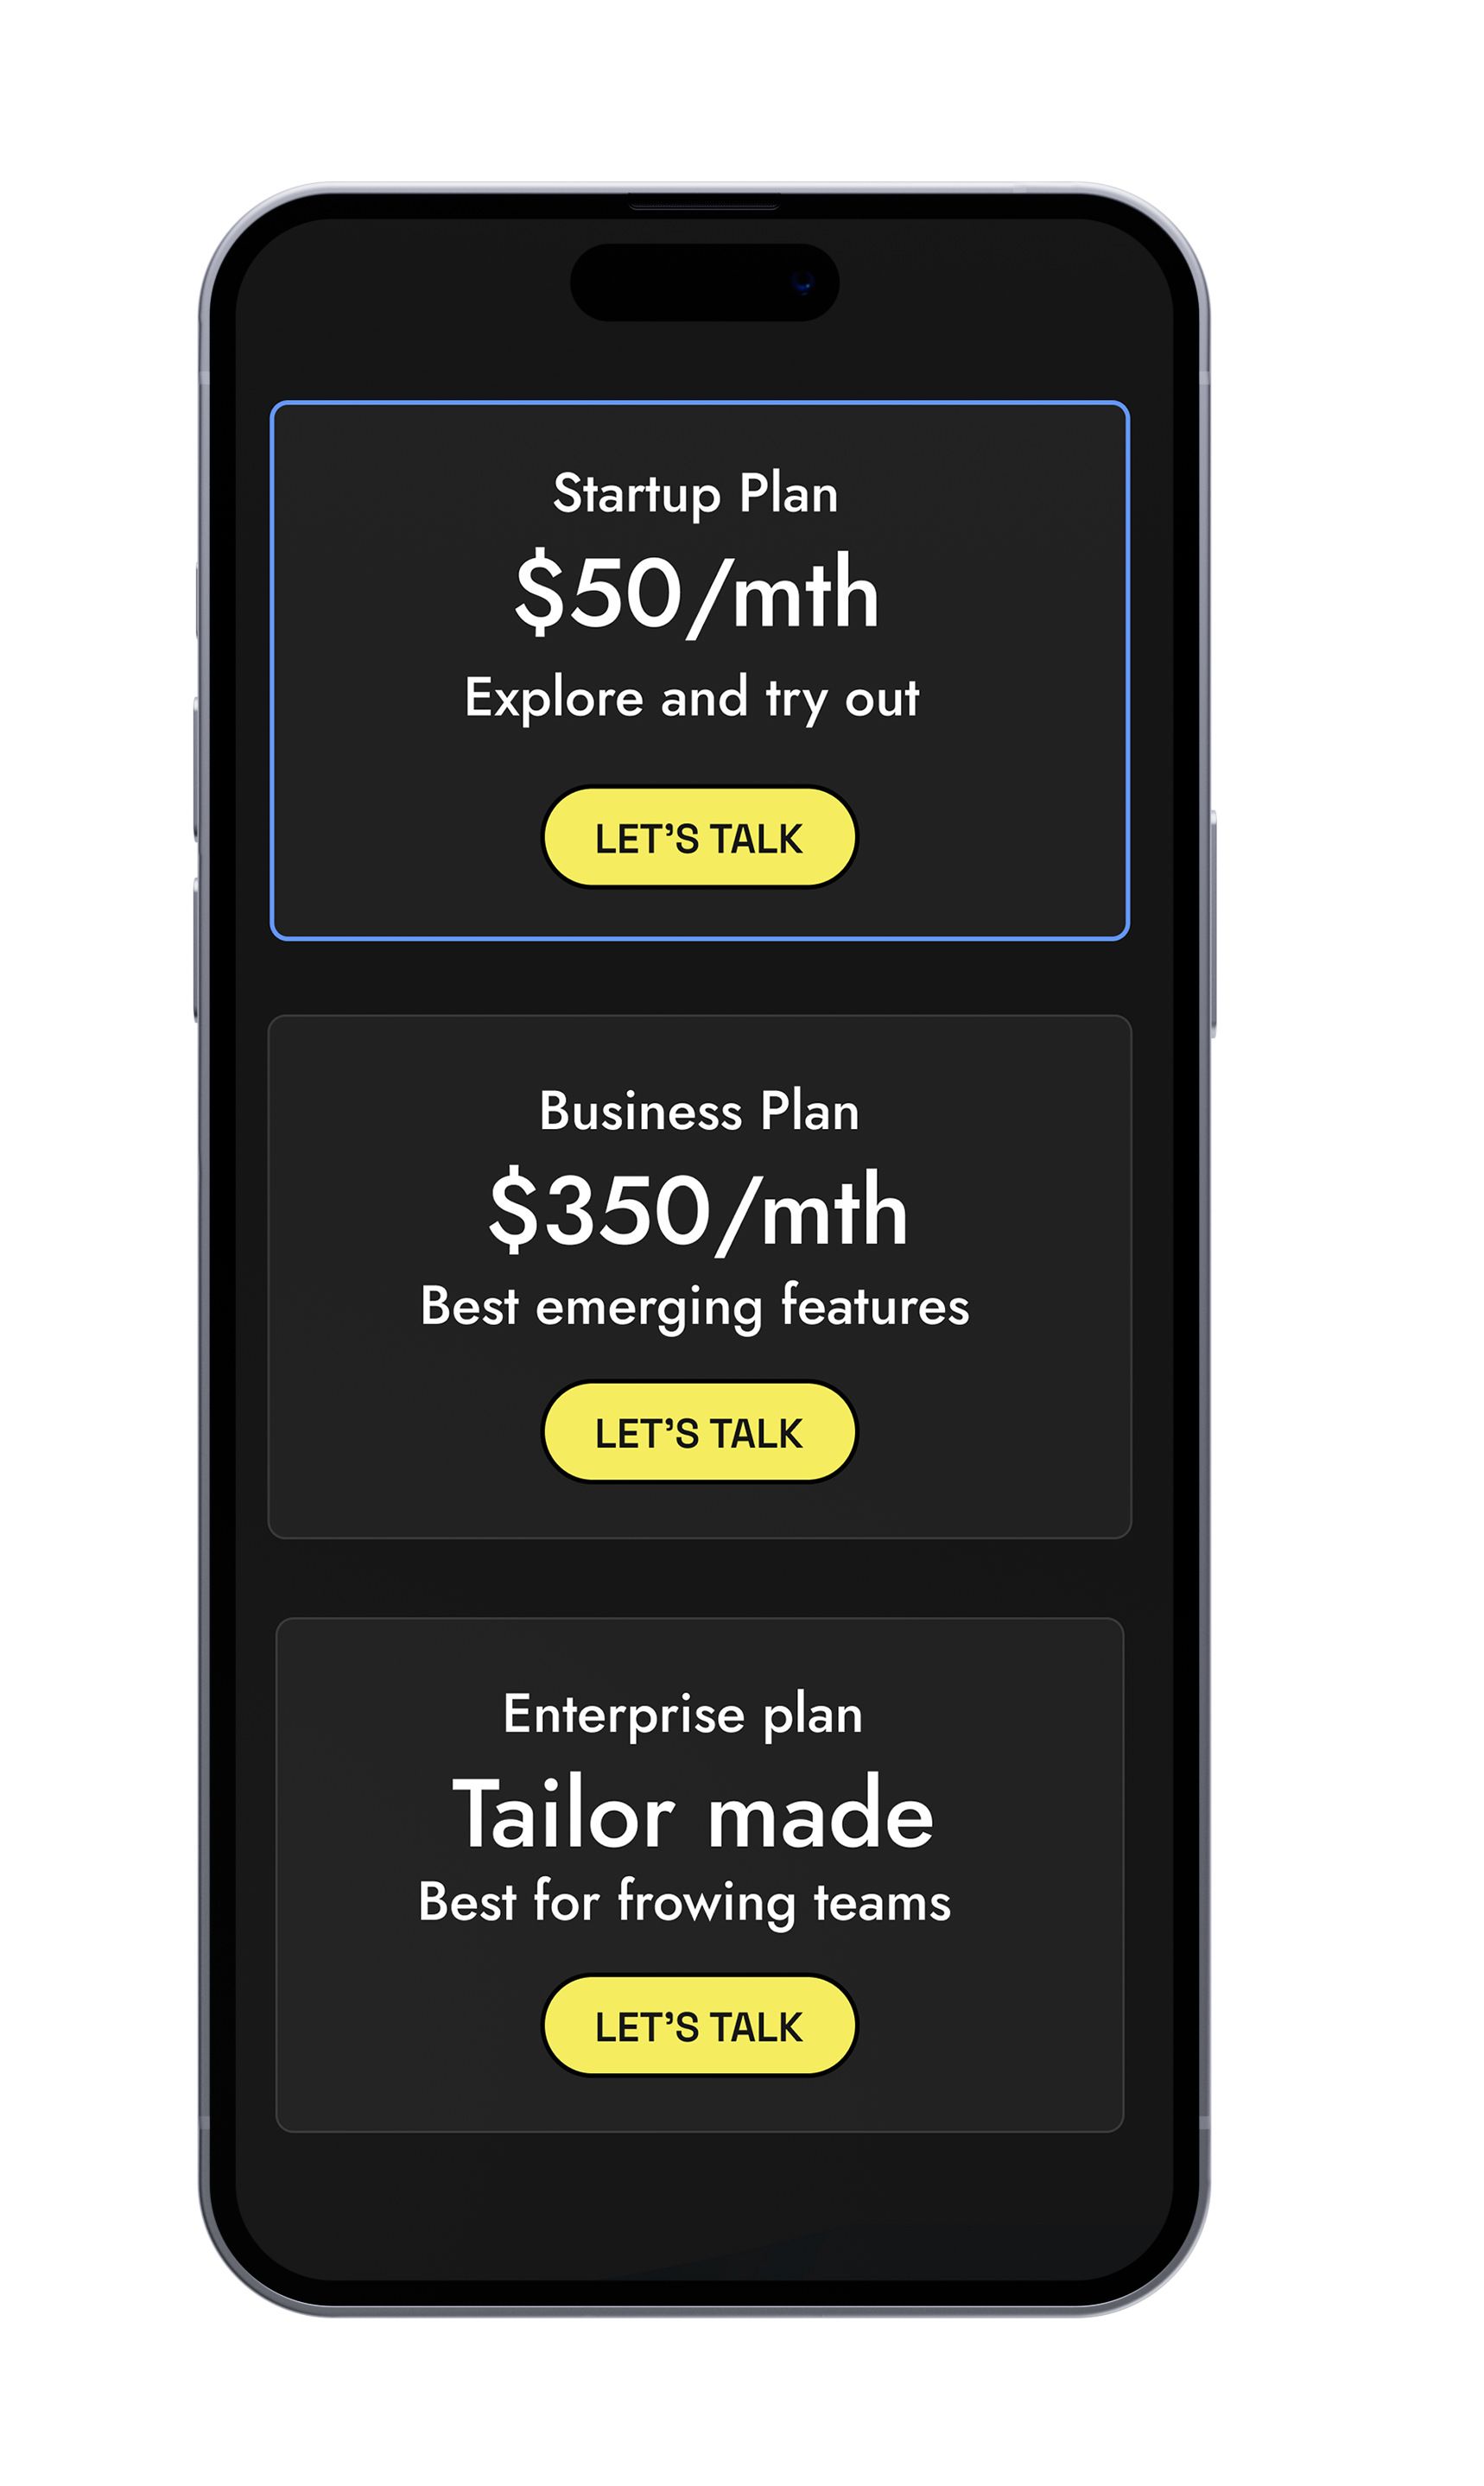 Startup Plan
$50/mth
Explore and try out
LET'S TALK
Business Plan
$350/mth
Best emerging features
LET'S TALK
Enterprise plan
Tailor made
Best for frowing teams
LET'S TALK